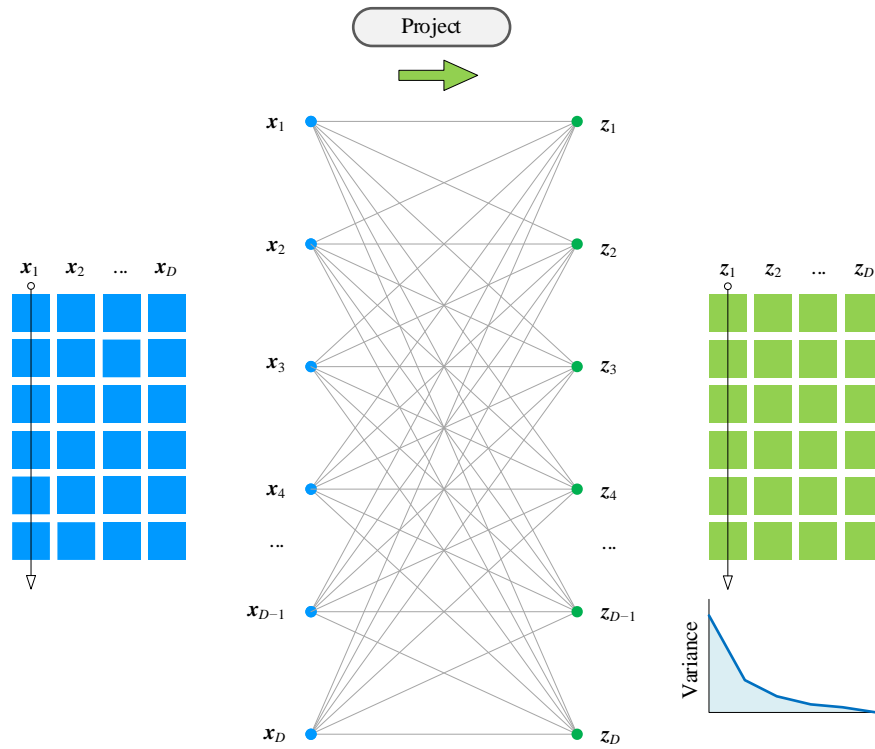 Project
x1 z1
x2 z2
x1 x2 ... xD
z1 z2 ... zD
x3 z3
x4 z4
... ...
xD−1 zD−1
Variance
xD zD